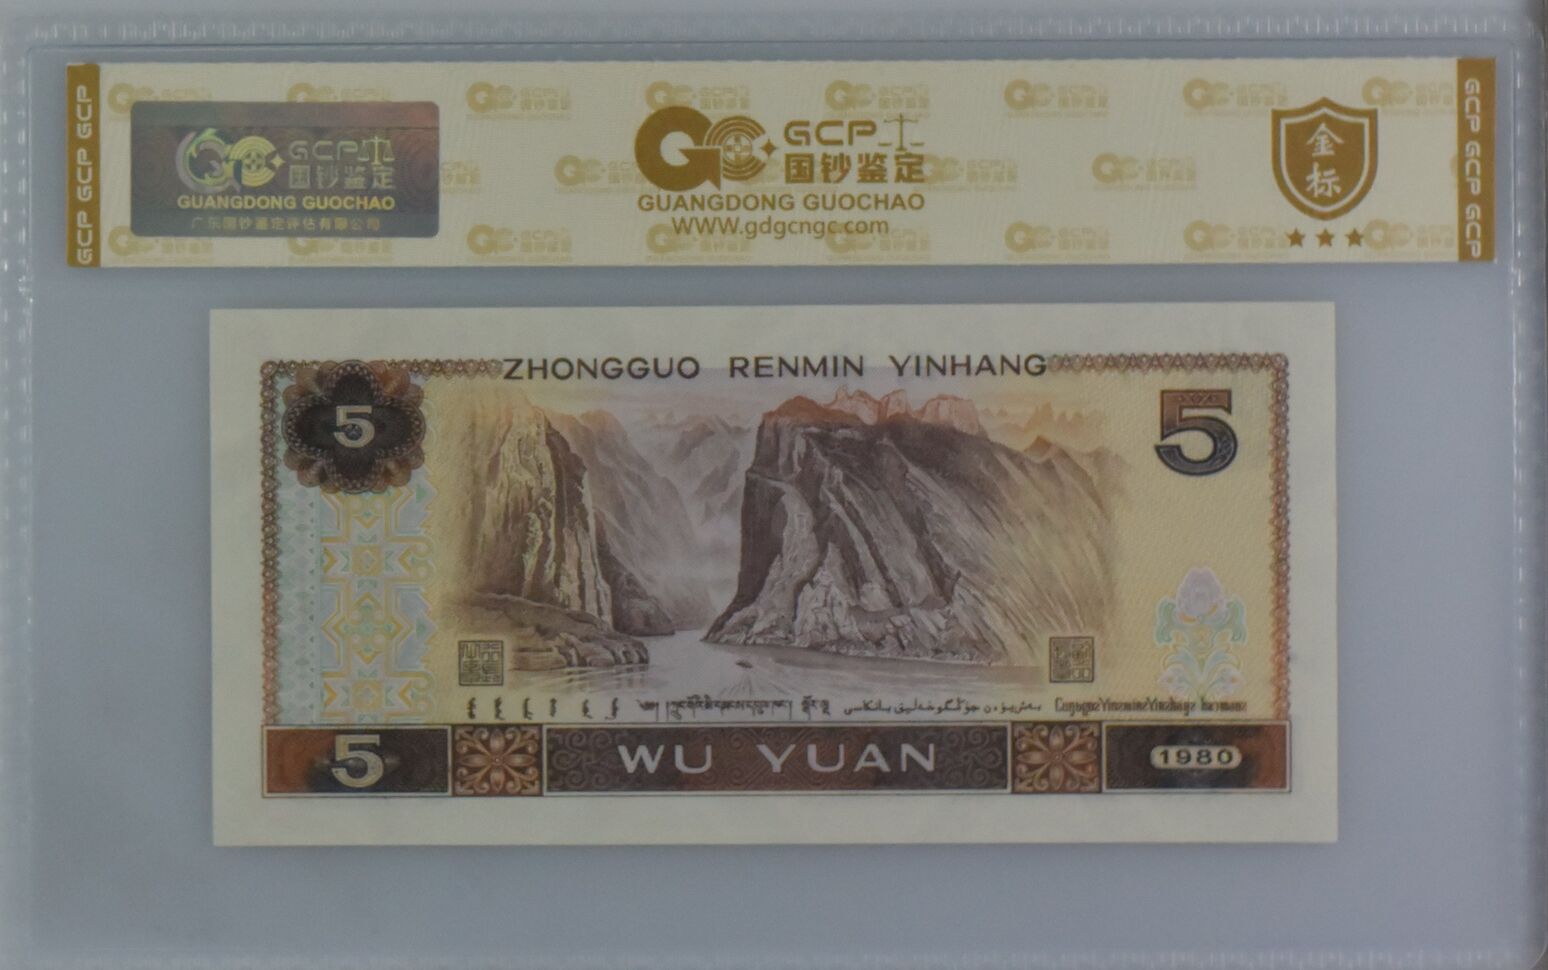 GCP GCP GCP
GCP
国钞鉴定
GUANGDONG GUOCHAO
广东国钞鉴定评估有限公司
GCP
国钞鉴定
GUANGDONG GUOCHAO
WWW.gdgcngc.com
金标
GCP GCP GCP
ZHONGGUO RENMIN YINHANG
5
5
5
WU YUAN
1980